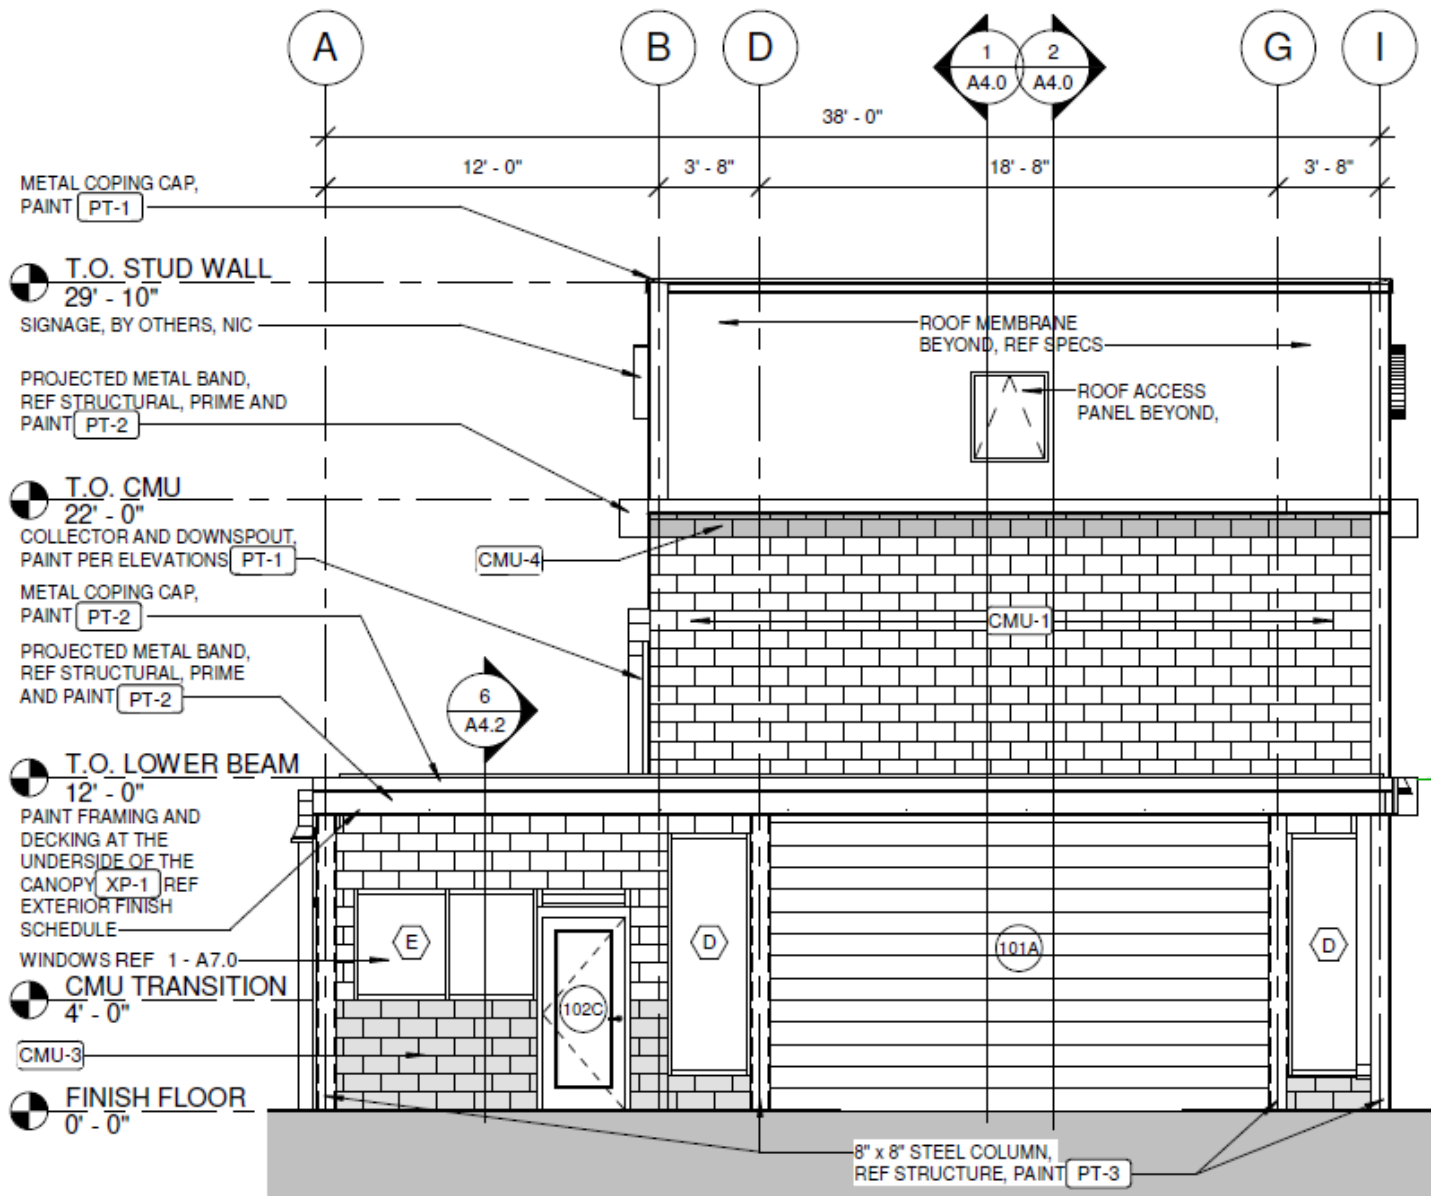 A
B
D
1
A4.0
2
A4.0
G
I
38' - 0"
12' - 0"
3' - 8"
18' - 8"
3' - 8"
METAL COPING CAP,
PAINT PT-1
T.O. STUD WALL
29' - 10"
SIGNAGE, BY OTHERS, NIC
ROOF MEMBRANE
BEYOND, REF SPECS
PROJECTED METAL BAND,
REF STRUCTURAL, PRIME AND
PAINT PT-2
ROOF ACCESS
PANEL BEYOND,
T.O. CMU
22' - 0"
COLLECTOR AND DOWNSPOUT,
PAINT PER ELEVATIONS PT-1
CMU-4
METAL COPING CAP,
PAINT PT-2
CMU-1
PROJECTED METAL BAND,
REF STRUCTURAL, PRIME
AND PAINT PT-2
6
A4.2
T.O. LOWER BEAM
12' - 0"
PAINT FRAMING AND
DECKING AT THE
UNDERSIDE OF THE
CANOPY XP-1 REF
EXTERIOR FINISH
SCHEDULE
E
D
101A
D
WINDOWS REF 1 - A7.0
CMU TRANSITION
4' - 0"
102C
CMU-3
FINISH FLOOR
0' - 0"
8" x 8" STEEL COLUMN,
REF STRUCTURE, PAINT PT-3